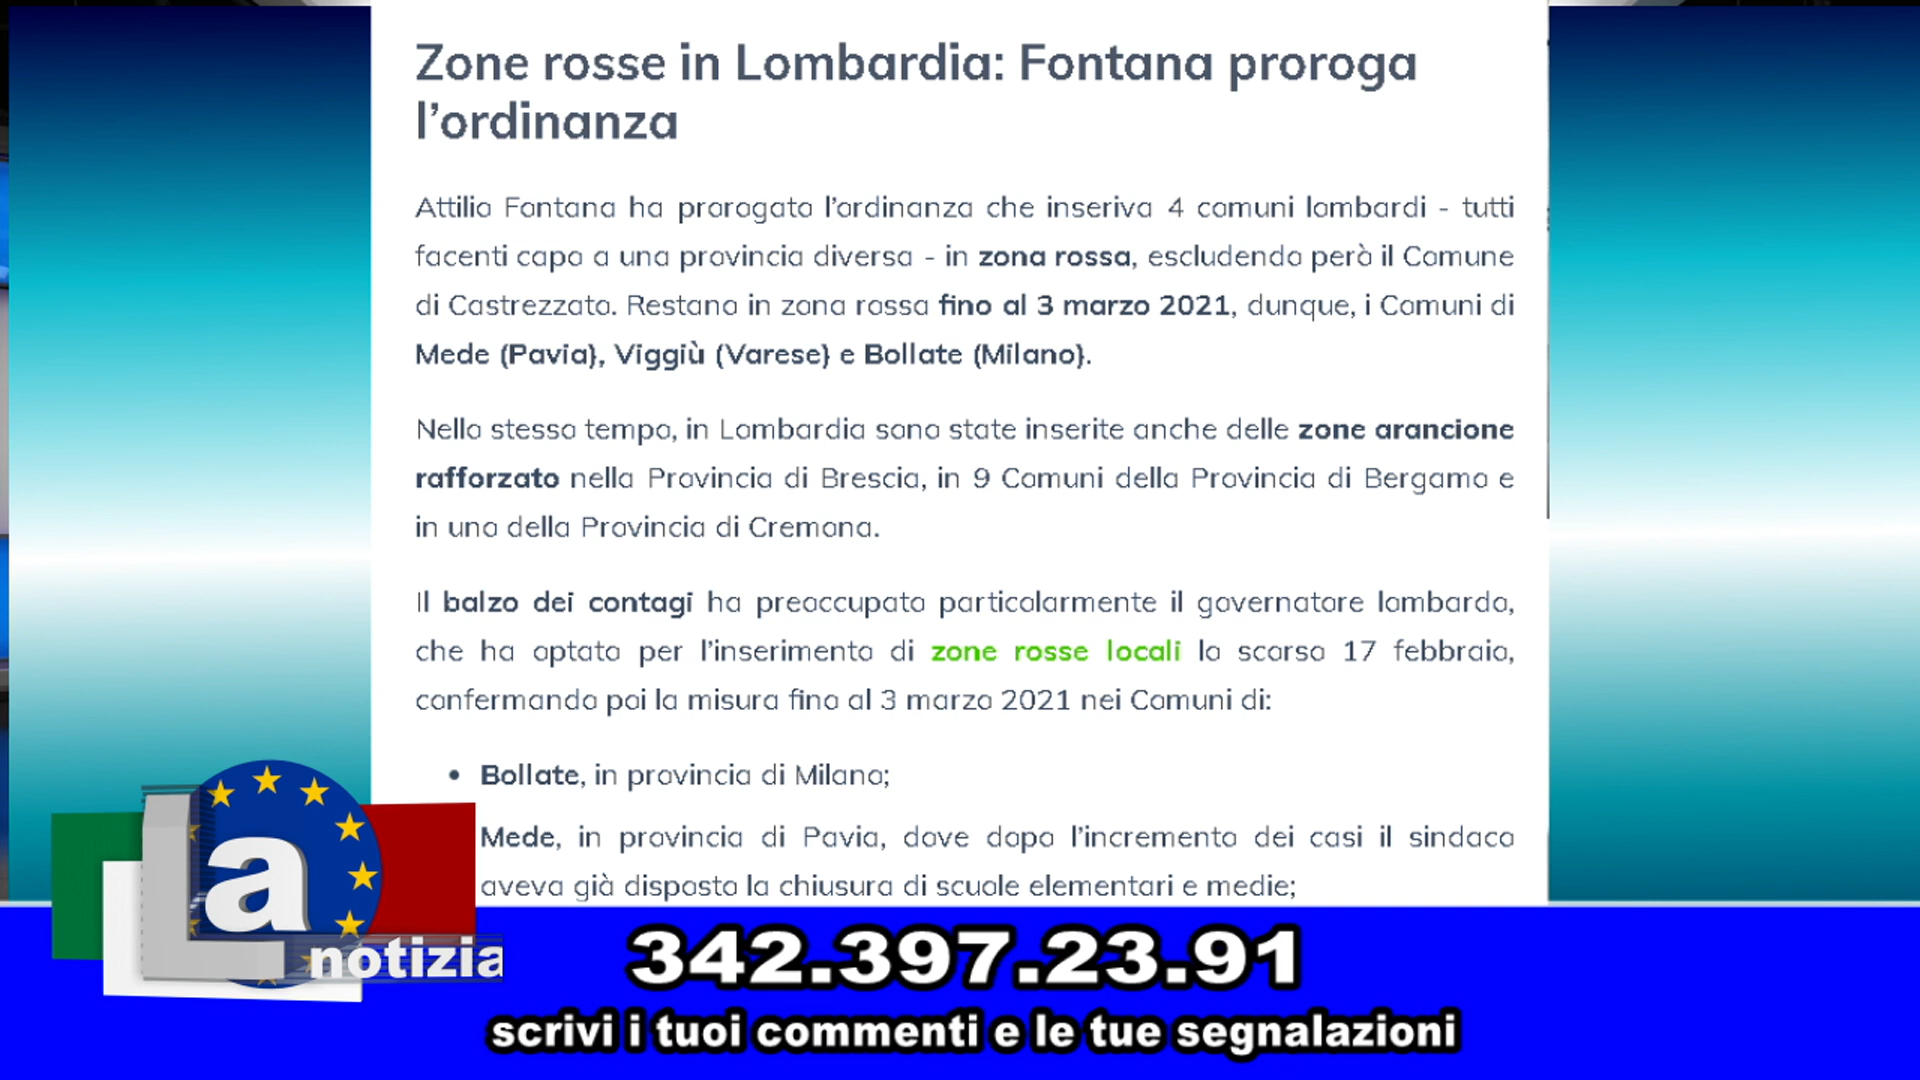 Zone rosse in Lombardia: Fontana proroga
l'ordinanza
Attilio Fontana ha prorogato l'ordinanza che inseriva 4 comuni lombardi - tutti
facenti capo a una provincia diversa - in zona rossa, escludendo però il Comune
di Castrezzato. Restano in zona rossa fino al 3 marzo 2021, dunque, i Comuni di
Mede (Pavia), Viggiù (Varese) e Bollate (Milano).
Nello stesso tempo, in Lombardia sono state inserite anche delle zone arancione
rafforzato nella Provincia di Brescia, in 9 Comuni della Provincia di Bergamo e
in uno della Provincia di Cremona.
Il balzo dei contagi ha preoccupato particolarmente il governatore lombardo,
che ha optato per l'inserimento di zone rosse locali lo scorso 17 febbraio,
confermando poi la misura fino al 3 marzo 2021 nei Comuni di:
• Bollate, in provincia di Milano;
Mede, in provincia di Pavia, dove dopo l'incremento dei casi il sindaco
aveva già disposto la chiusura di scuole elementari e medie;
La
notizia
342.397.23.91
scrivi i tuoi commenti e le tue segnalazioni